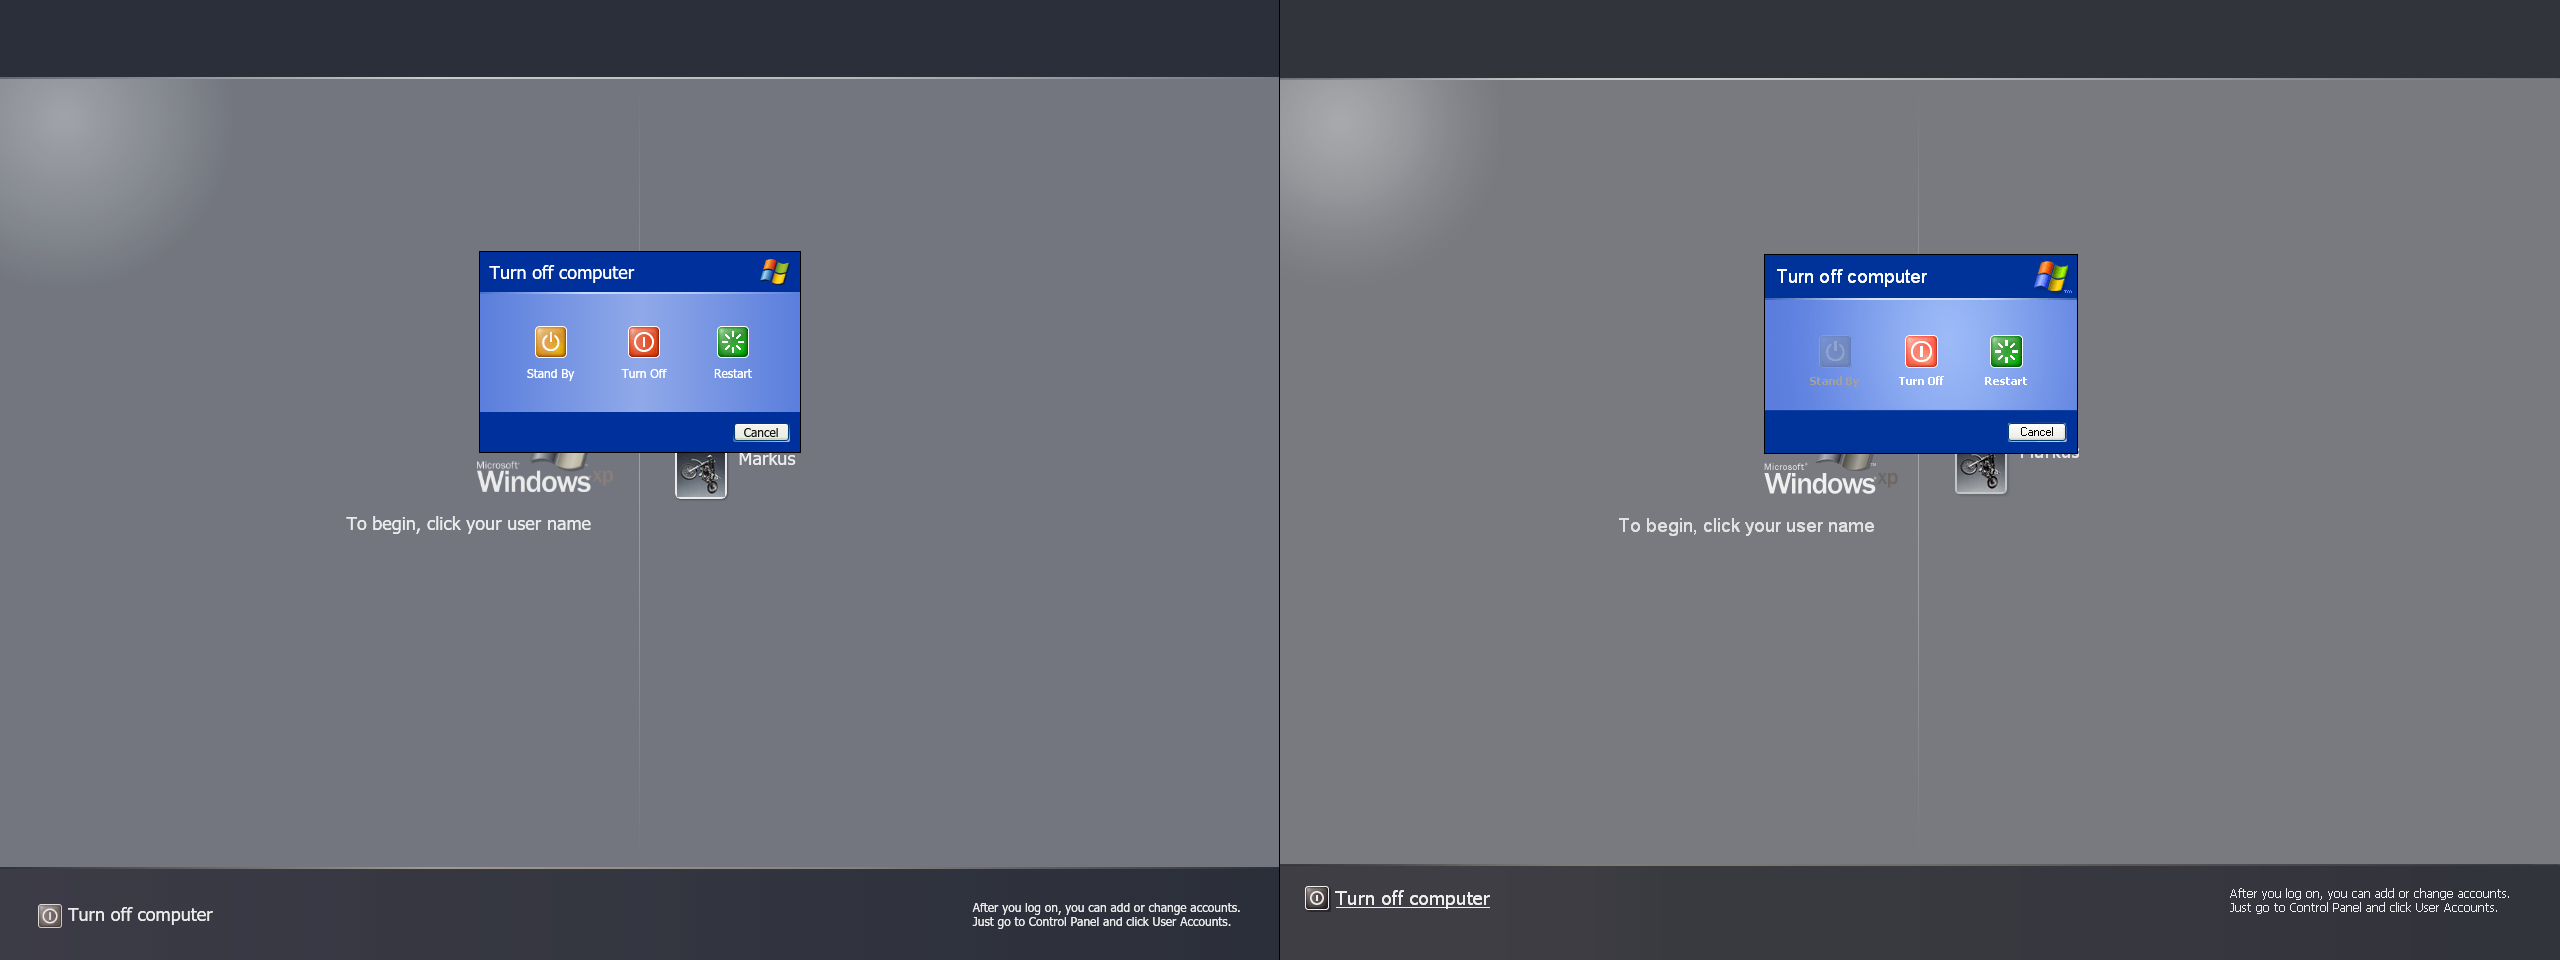 Turn off computer
Stand By
Turn Off
Restart
Cancel
Microsoft
Windows xp
Markus
To begin, click your user name
Turn off computer
After you log on, you can add or change accounts.
Just go to Control Panel and click User Accounts.
Turn off computer
Stand By
Turn Off
Restart
Cancel
Microsoft®
Windows xp
Markus
To begin, click your user name
Turn off computer
After you log on, you can add or change accounts.
Just go to Control Panel and click User Accounts.